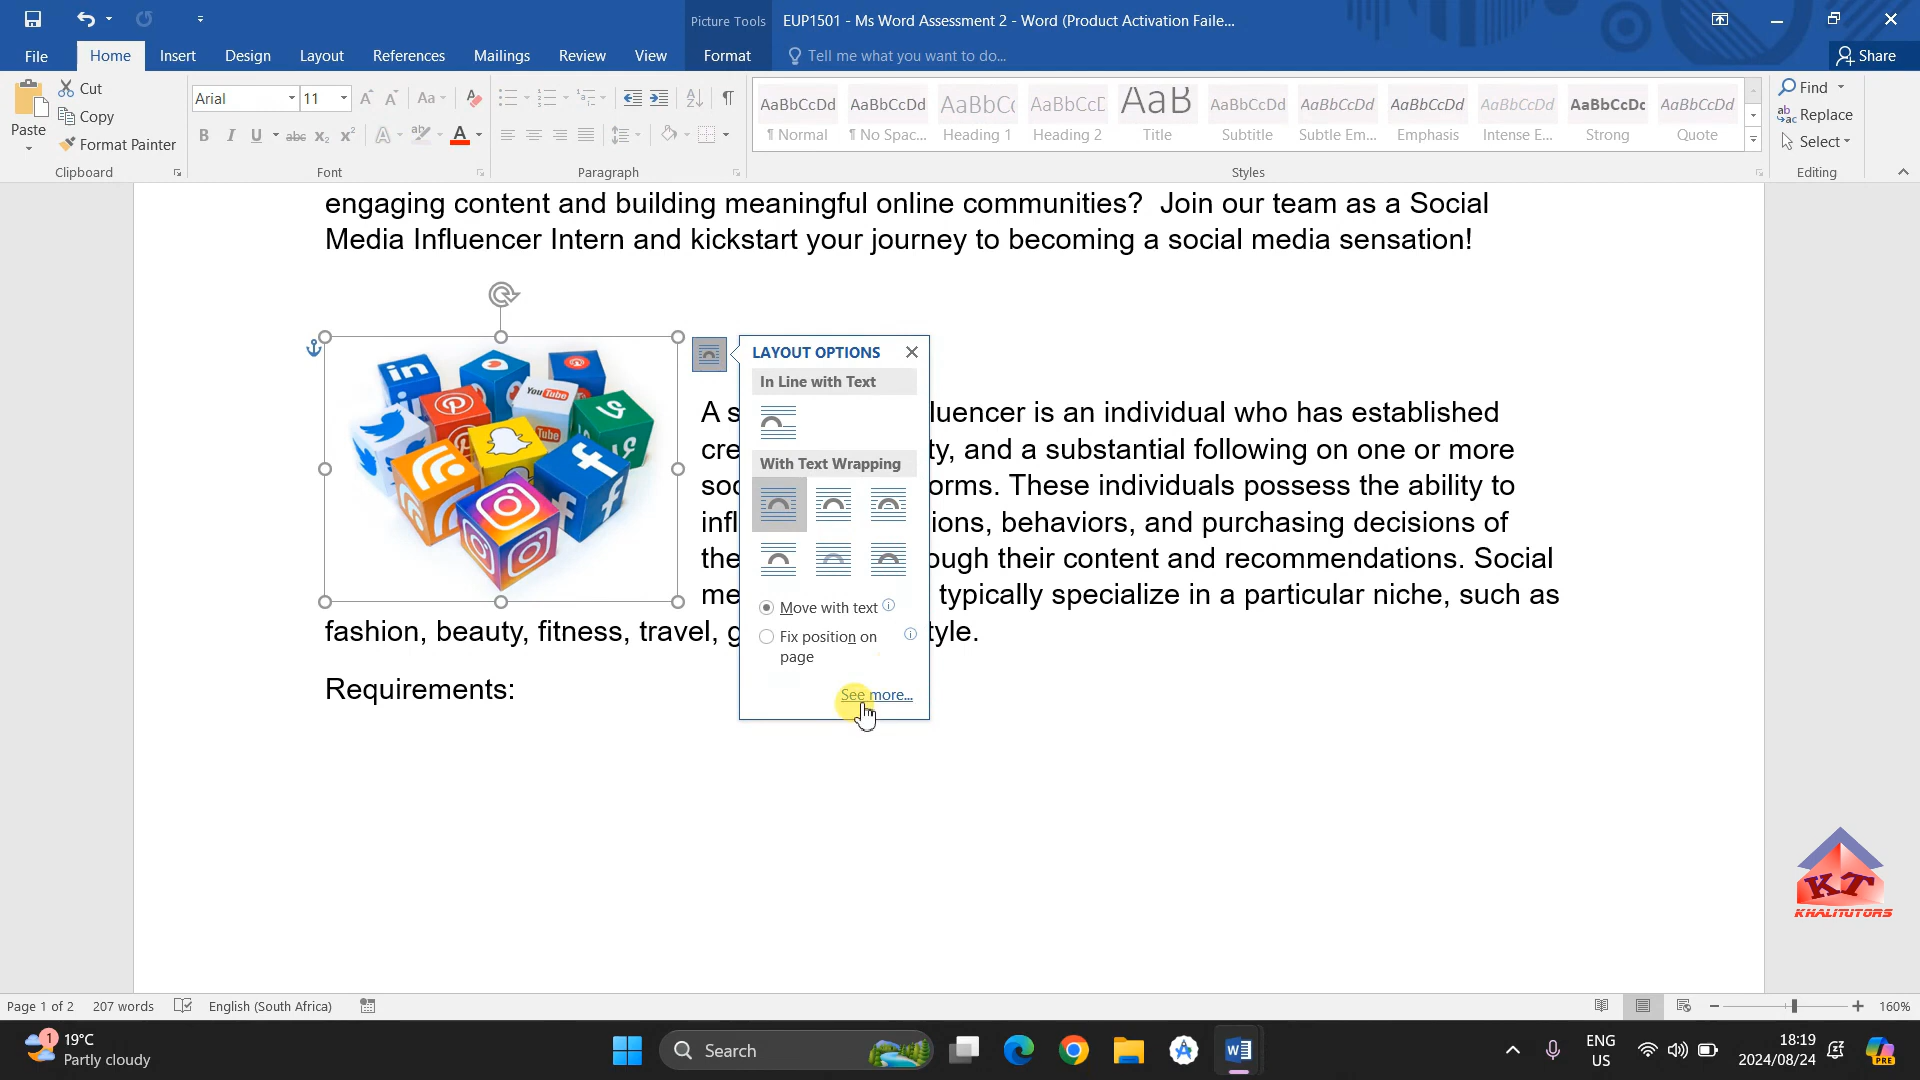 Picture Tools
EUP1501 - Ms Word Assessment 2 - Word (Product Activation Faile...
File
Home
Insert
Design
Layout
References
Mailings
Review
View
Format
Tell me what you want to do...
Share
Paste
Cut
Copy
Format Painter
Clipboard
Arial
11
Font
Paragraph
AaBbCcDd
¶ Normal
AaBbCcDd
¶ No Spac...
AaBbCc
Heading 1
AaBbCcD
Heading 2
AaB
Title
AaBbCcDd
Subtitle
AaBbCcDd
Subtle Em...
AaBbCcDd
Emphasis
AaBbCcDd
Intense E...
AaBbCcDc
Strong
AaBbCcDd
Quote
Styles
Find
Replace
Select
Editing
engaging content and building meaningful online communities?  Join our team as a Social
Media Influencer Intern and kickstart your journey to becoming a social media sensation!
in
You Tube
Tube
LAYOUT OPTIONS
In Line with Text
With Text Wrapping
Move with text
Fix position on
page
See more...
A s luencer is an individual who has established
cre ty, and a substantial following on one or more
soc orms. These individuals possess the ability to
infl ions, behaviors, and purchasing decisions of
the ough their content and recommendations. Social
me typically specialize in a particular niche, such as
fashion, beauty, fitness, travel, g tyle.
Requirements:
KT
KHALITUTORS
Page 1 of 2
207 words
English (South Africa)
160%
1
19°C
Partly cloudy
Search
ENG
US
18:19
2024/08/24
PRE